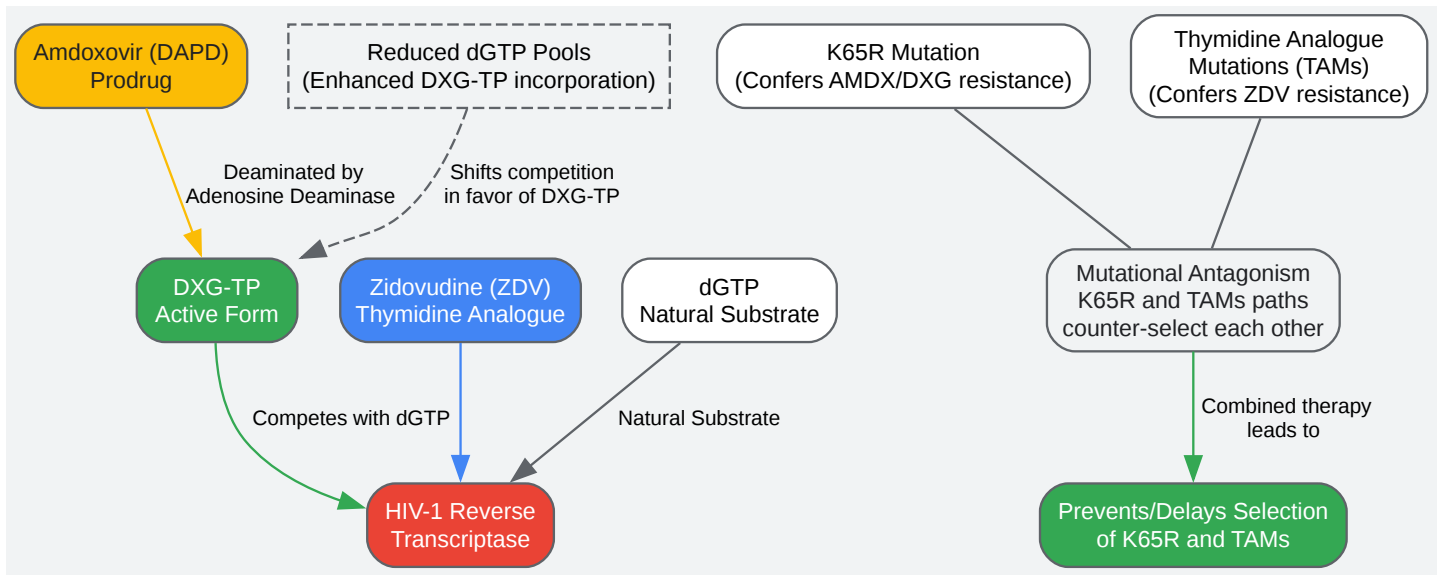 Amdoxovir (DAPD)
Prodrug
Reduced dGTP Pools
(Enhanced DXG-TP incorporation)
K65R Mutation
(Confers AMDX/DXG resistance)
Thymidine Analogue
Mutations (TAMs)
(Confers ZDV resistance)
Deaminated by
Adenosine Deaminase
Shifts competition
in favor of DXG-TP
DXG-TP
Active Form
Zidovudine (ZDV)
Thymidine Analogue
dGTP
Natural Substrate
Mutational Antagonism
K65R and TAMs paths
counter-select each other
Competes with dGTP
Natural Substrate
Combined therapy
leads to
HIV-1 Reverse
Transcriptase
Prevents/Delays Selection
of K65R and TAMs